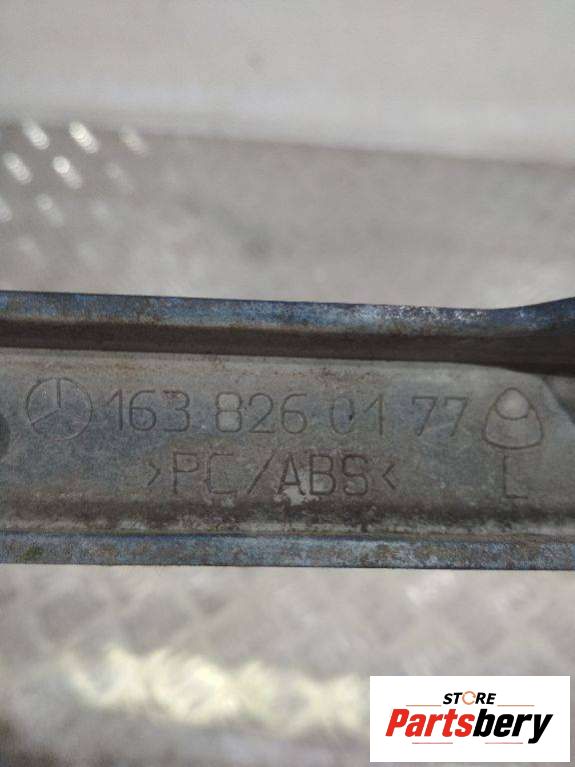 163 826 01 77
>PC/ABS< L
STORE
Partsbery